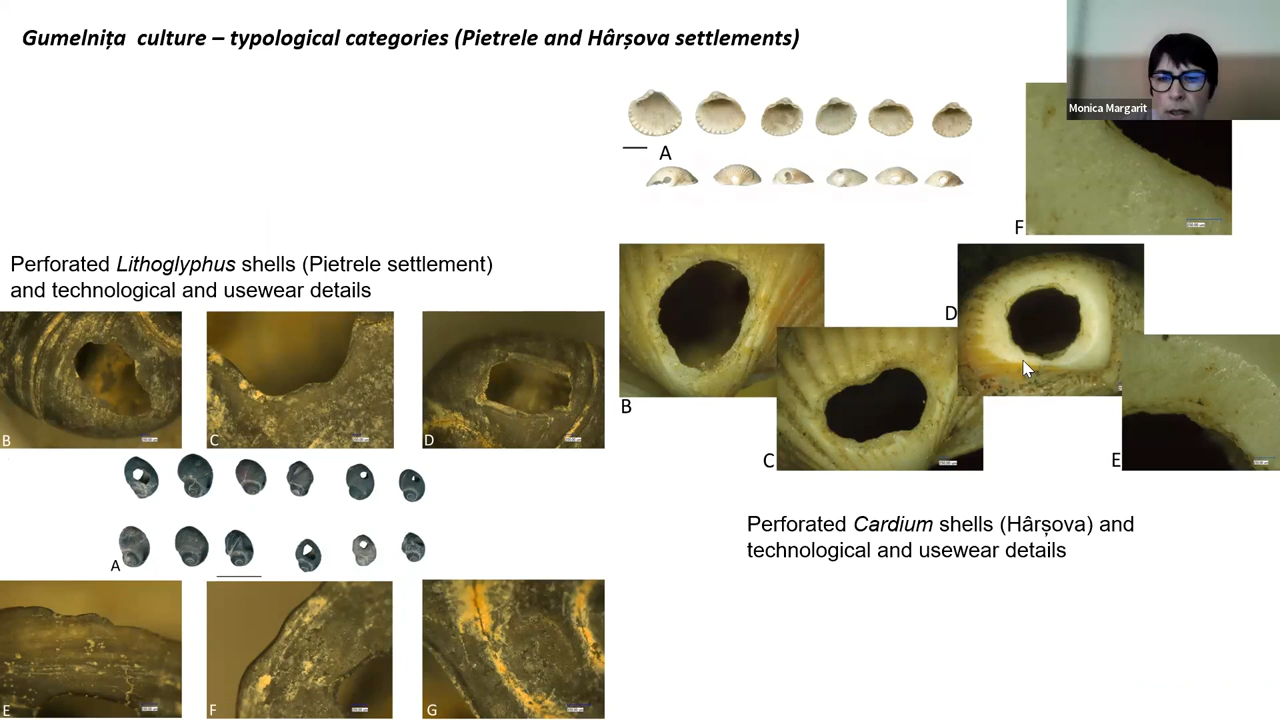 Gumelnița culture – typological categories (Pietrele and Hârșova settlements)
Monica Margarit
A
F
Perforated Lithoglyphus shells (Pietrele settlement)
and technological and usewear details
B
C
D
B
C
D
E
A
Perforated Cardium shells (Hârșova) and
technological and usewear details
E
F
G